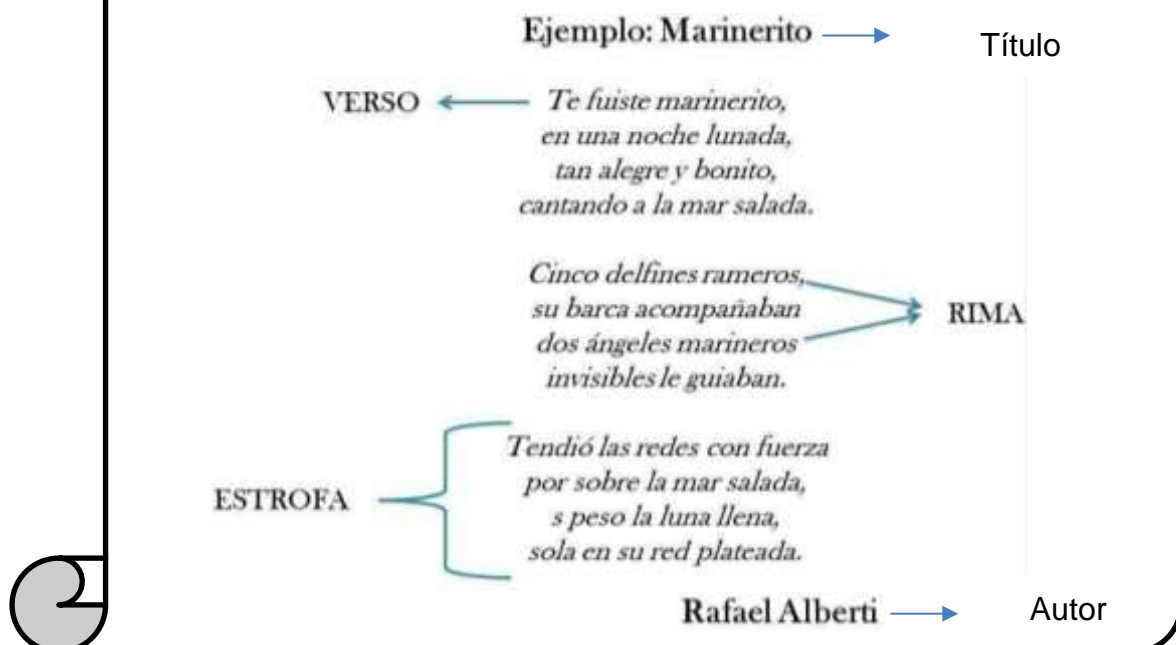 Ejemplo: Marinerito
Título
VERSO
Te fuiste marinerito,
en una noche lunada,
tan alegre y bonito,
cantando a la mar salada.
Cinco delfines rameros,
su barca acompañaban
dos ángeles marineros
invisibles le guiaban.
RIMA
ESTROFA
Tendió las redes con fuerza
por sobre la mar salada,
s peso la luna llena,
sola en su red plateada.
Rafael Alberti
Autor